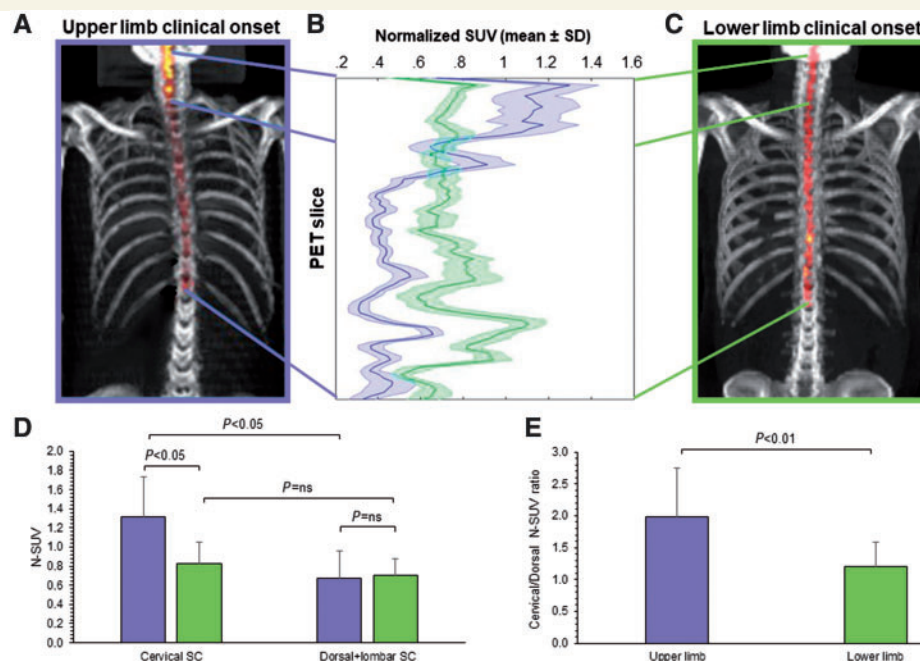 A Upper limb clinical onset
B Normalized SUV (mean ± SD)
C Lower limb clinical onset
.2 .4 .6 .8 1 1.2 1.4 1.6
PET slice
D
P<0.05
P<0.05
P=ns
P=ns
N-SUV
2.0
1.8
1.6
1.4
1.2
1.0
0.8
0.6
0.4
0.2
0.0
Cervical SC Dorsal+lombar SC
E
P<0.01
Cervical/Dorsal N-SUV ratio
3.0
2.5
2.0
1.5
1.0
0.5
0.0
Upper limb Lower limb